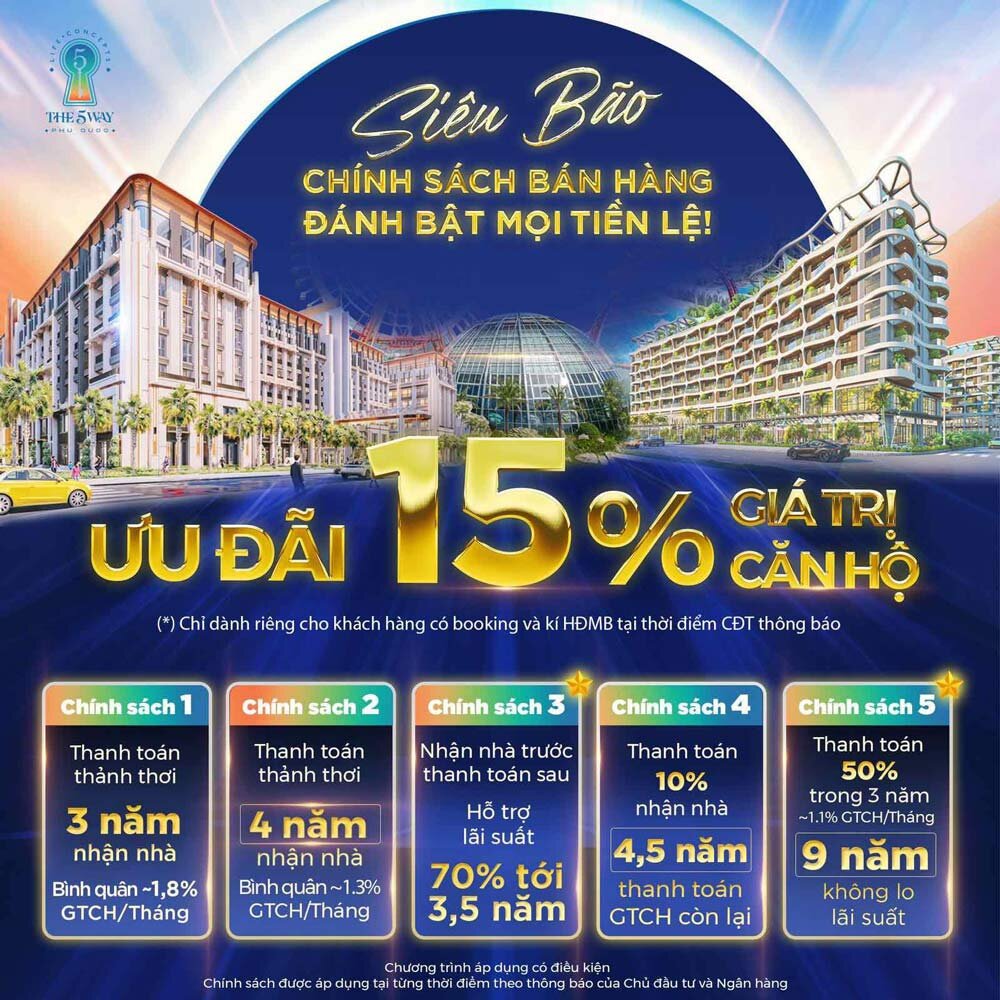 LIFE • CONCEPTS
5
THE 5WAY
• PHU QUOC •
Siêu Bão
CHÍNH SÁCH BÁN HÀNG
ĐÁNH BẬT MỌI TIỀN LỆ!
ƯU ĐÃI 15% GIÁ TRỊ
CĂN HỘ
(*) Chỉ dành riêng cho khách hàng có booking và kí HĐMB tại thời điểm CĐT thông báo
Chính sách 1
Thanh toán
thảnh thơi
3 năm
nhận nhà
Bình quân ~1,8%
GTCH/Tháng
Chính sách 2
Thanh toán
thảnh thơi
4 năm
nhận nhà
Bình quân ~1.3%
GTCH/Tháng
Chính sách 3
Nhận nhà trước
thanh toán sau
Hỗ trợ
lãi suất
70% tới
3,5 năm
Chính sách 4
Thanh toán
10%
nhận nhà
4,5 năm
thanh toán
GTCH còn lại
Chính sách 5
Thanh toán
50%
trong 3 năm
~1.1% GTCH/Tháng
9 năm
không lo
lãi suất
Chương trình áp dụng có điều kiện
Chính sách được áp dụng tại từng thời điểm theo thông báo của Chủ đầu tư và Ngân hàng